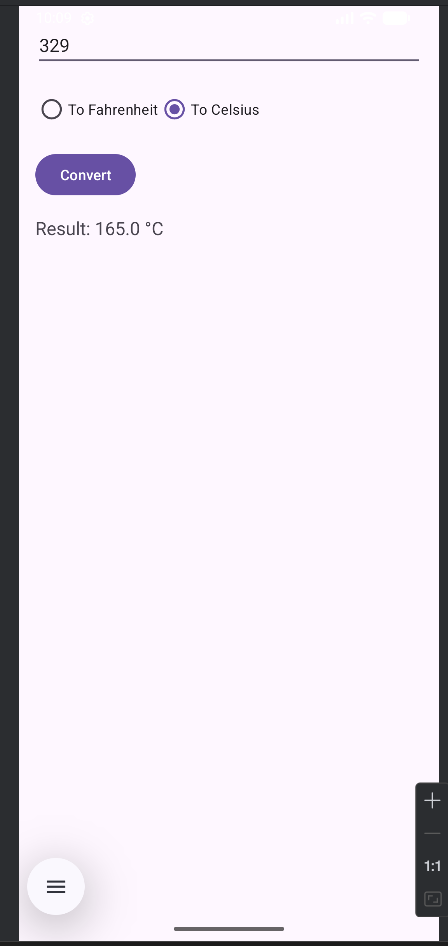 329
To Fahrenheit To Celsius
Convert
Result: 165.0 °C
1:1